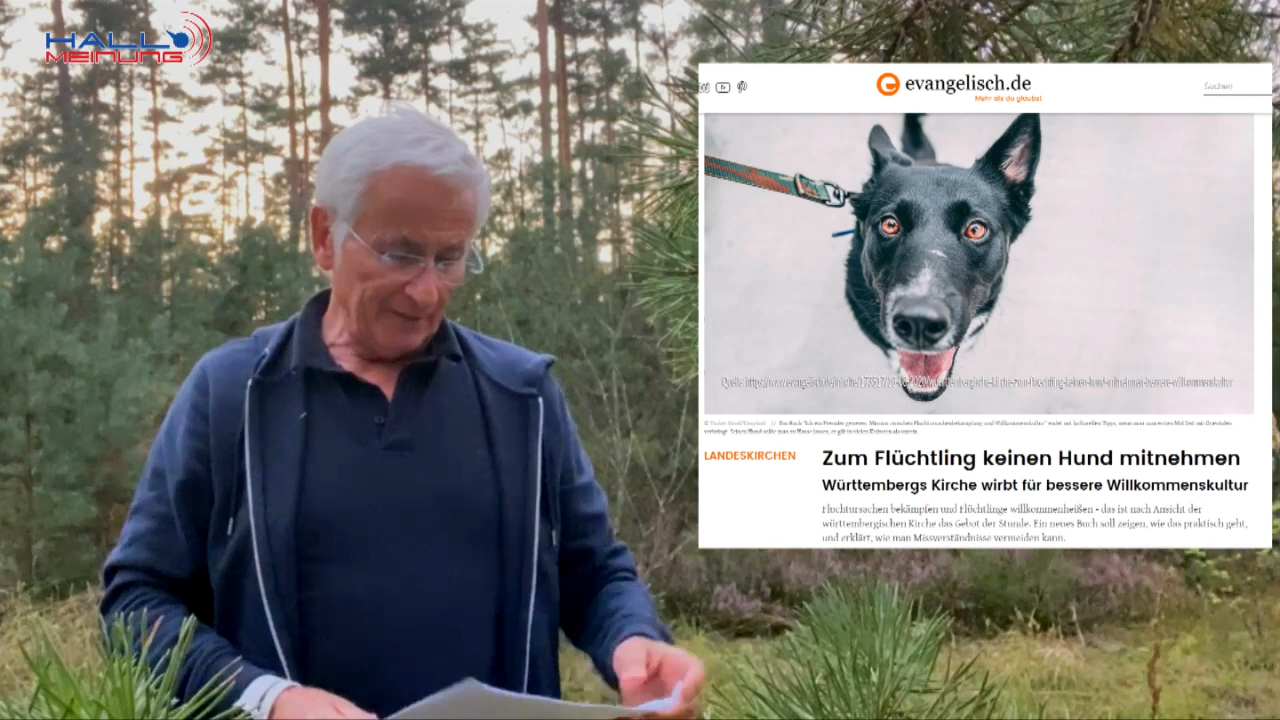 HALLO
MEINUNG
evangelisch.de
Mehr als du glaubst
Suchen
LANDESKIRCHEN
Zum Flüchtling keinen Hund mitnehmen
Württembergs Kirche wirbt für bessere Willkommenskultur
Fluchtursachen bekämpfen und Flüchtlinge willkommenheißen - das ist nach Ansicht der
württembergischen Kirche das Gebot der Stunde. Ein neues Buch soll zeigen, wie das praktisch geht,
und erklärt, wie man Missverständnisse vermeiden kann.